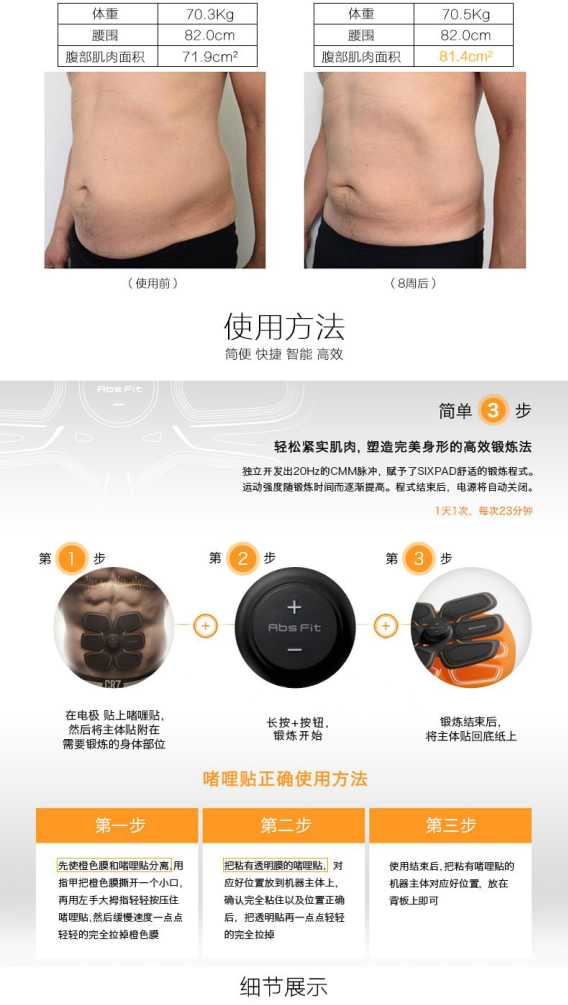 体重 70.3Kg
腰围 82.0cm
腹部肌肉面积 71.9cm²
体重 70.5Kg
腰围 82.0cm
腹部肌肉面积 81.4cm²
（使用前） （8周后）
使用方法
简便 快捷 智能 高效
Abs Fit
简单 3 步
轻松紧实肌肉, 塑造完美身形的高效锻炼法
独立开发出20Hz的CMM脉冲, 赋予了SIXPAD舒适的锻炼程式。
运动强度随锻炼时间而逐渐提高。程式结束后, 电源将自动关闭。
1天1次, 每次23分钟
第 1 步
第 2 步
第 3 步
Abs Fit
CR7
在电极 贴上啫喱贴,
然后将主体贴附在
需要锻炼的身体部位
长按+按钮,
锻炼开始
锻炼结束后,
将主体贴回底纸上
啫哩贴正确使用方法
第一步 第二步 第三步
先使橙色膜和啫哩贴分离,用
指甲把橙色膜撕开一个小口,
再用左手大拇指轻轻按压住
啫哩贴,然后缓慢速度一点点
轻轻的完全拉掉橙色膜
把粘有透明膜的啫哩贴, 对
应好位置放到机器主体上,
确认完全粘住以及位置正确
后, 把透明贴再一点点轻轻
的完全拉掉
使用结束后,把粘有啫哩贴的
机器主体对应好位置, 放在
背板上即可
细节展示